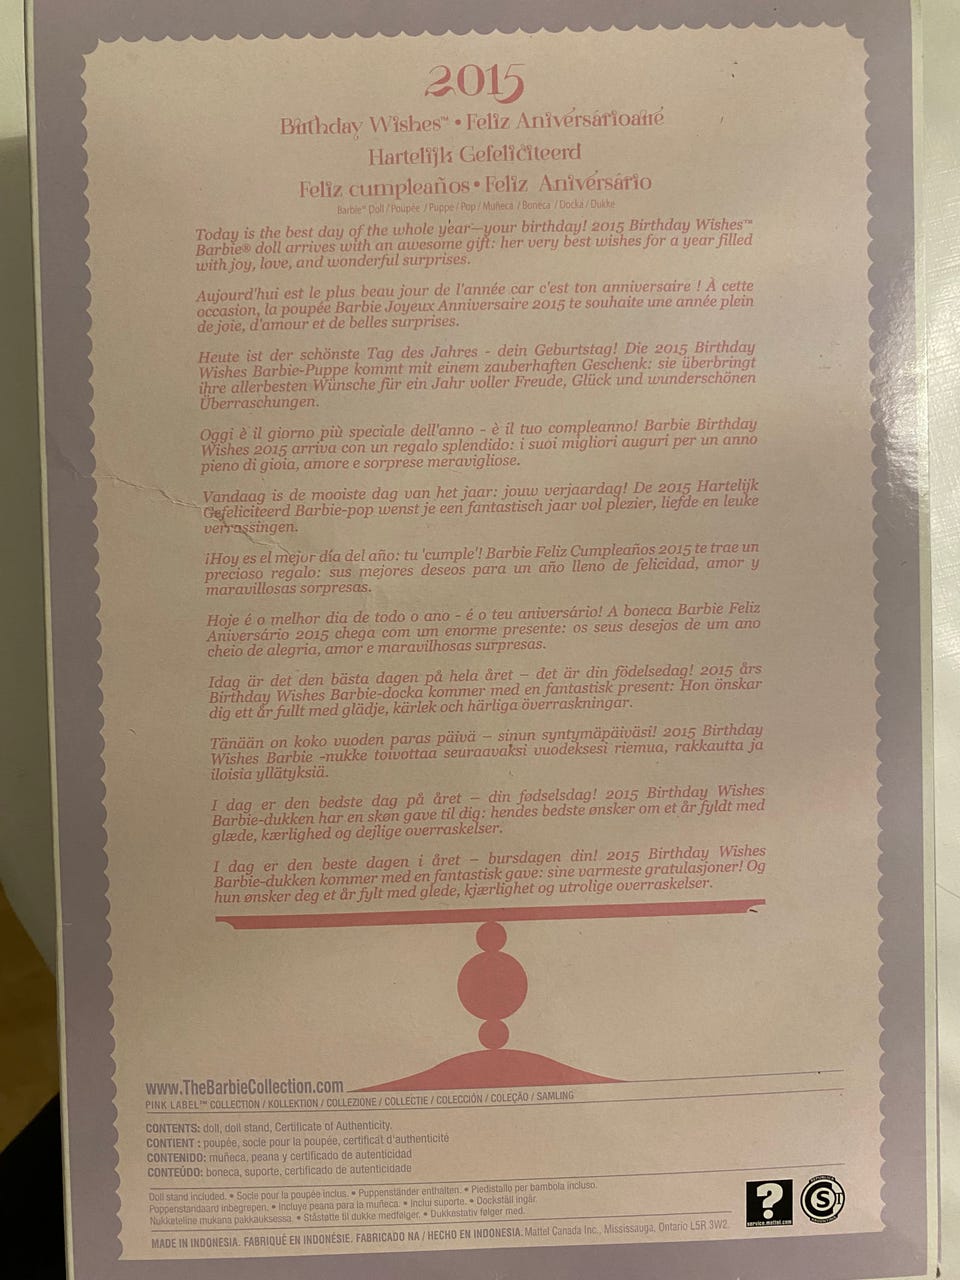 2015
Birthday Wishes™ • Feliz Aniversárioané
Hartelijk Gefeliciteerd
Feliz cumpleaños • Feliz Aniversário
Barbie® Doll / Poupée / Puppe / Pop / Muñeca / Boneca / Docka / Dukke
Today is the best day of the whole year—your birthday! 2015 Birthday Wishes™
Barbie® doll arrives with an awesome gift: her very best wishes for a year filled
with joy, love, and wonderful surprises.
Aujourd'hui est le plus beau jour de l'année car c'est ton anniversaire ! À cette
occasion, la poupée Barbie Joyeux Anniversaire 2015 te souhaite une année plein
de joie, d'amour et de belles surprises.
Heute ist der schönste Tag des Jahres - dein Geburtstag! Die 2015 Birthday
Wishes Barbie-Puppe kommt mit einem zauberhaften Geschenk: sie überbringt
ihre allerbesten Wünsche für ein Jahr voller Freude, Glück und wunderschönen
Überraschungen.
Oggi è il giorno più speciale dell'anno - è il tuo compleanno! Barbie Birthday
Wishes 2015 arriva con un regalo splendido: i suoi migliori auguri per un anno
pieno di gioia, amore e sorprese meravigliose.
Vandaag is de mooiste dag van het jaar: jouw verjaardag! De 2015 Hartelijk
Gefeliciteerd Barbie-pop wenst je een fantastisch jaar vol plezier, liefde en leuke
verrassingen.
¡Hoy es el mejor día del año: tu 'cumple'! Barbie Feliz Cumpleaños 2015 te trae un
precioso regalo: sus mejores deseos para un año lleno de felicidad, amor y
maravillosas sorpresas.
Hoje é o melhor dia de todo o ano - é o teu aniversário! A boneca Barbie Feliz
Aniversário 2015 chega com um enorme presente: os seus desejos de um ano
cheio de alegria, amor e maravilhosas surpresas.
Idag är det den bästa dagen på hela året – det är din födelsedag! 2015 års
Birthday Wishes Barbie-docka kommer med en fantastisk present: Hon önskar
dig ett år fullt med glädje, kärlek och härliga överraskningar.
Tänään on koko vuoden paras päivä – sinun syntymäpäiväsi! 2015 Birthday
Wishes Barbie -nukke toivottaa seuraavaksi vuodeksesi riemua, rakkautta ja
iloisia yllätyksiä.
I dag er den bedste dag på året – din fødselsdag! 2015 Birthday Wishes
Barbie-dukken har en skøn gave til dig: hendes bedste ønsker om et år fyldt med
glæde, kærlighed og dejlige overraskelser.
I dag er den beste dagen i året – bursdagen din! 2015 Birthday Wishes
Barbie-dukken kommer med en fantastisk gave: sine varmeste gratulasjoner! Og
hun ønsker deg et år fylt med glede, kjærlighet og utrolige overraskelser.
www.TheBarbieCollection.com
PINK LABEL™ COLLECTION / KOLLEKTION / COLLEZIONE / COLLECTIE / COLECCIÓN / COLEÇÃO / SAMLING
CONTENTS: doll, doll stand, Certificate of Authenticity.
CONTIENT : poupée, socle pour la poupée, certificat d'authenticité
CONTENIDO: muñeca, peana y certificado de autenticidad
CONTEÚDO: boneca, suporte, certificado de autenticidade
Doll stand included. • Socle pour la poupée inclus. • Puppenständer enthalten. • Piedistallo per bambola incluso.
Poppenstandaard inbegrepen. • Incluye peana para la muñeca. • Inclui suporte. • Dockställ ingår.
Nukketeline mukana pakkauksessa. • Ståstøtte til dukke medfølger. • Dukkestativ følger med.
MADE IN INDONESIA. FABRIQUÉ EN INDONÉSIE. FABRICADO NA / HECHO EN INDONESIA. Mattel Canada Inc., Mississauga, Ontario L5R 3W2.
?
service.mattel.com
S